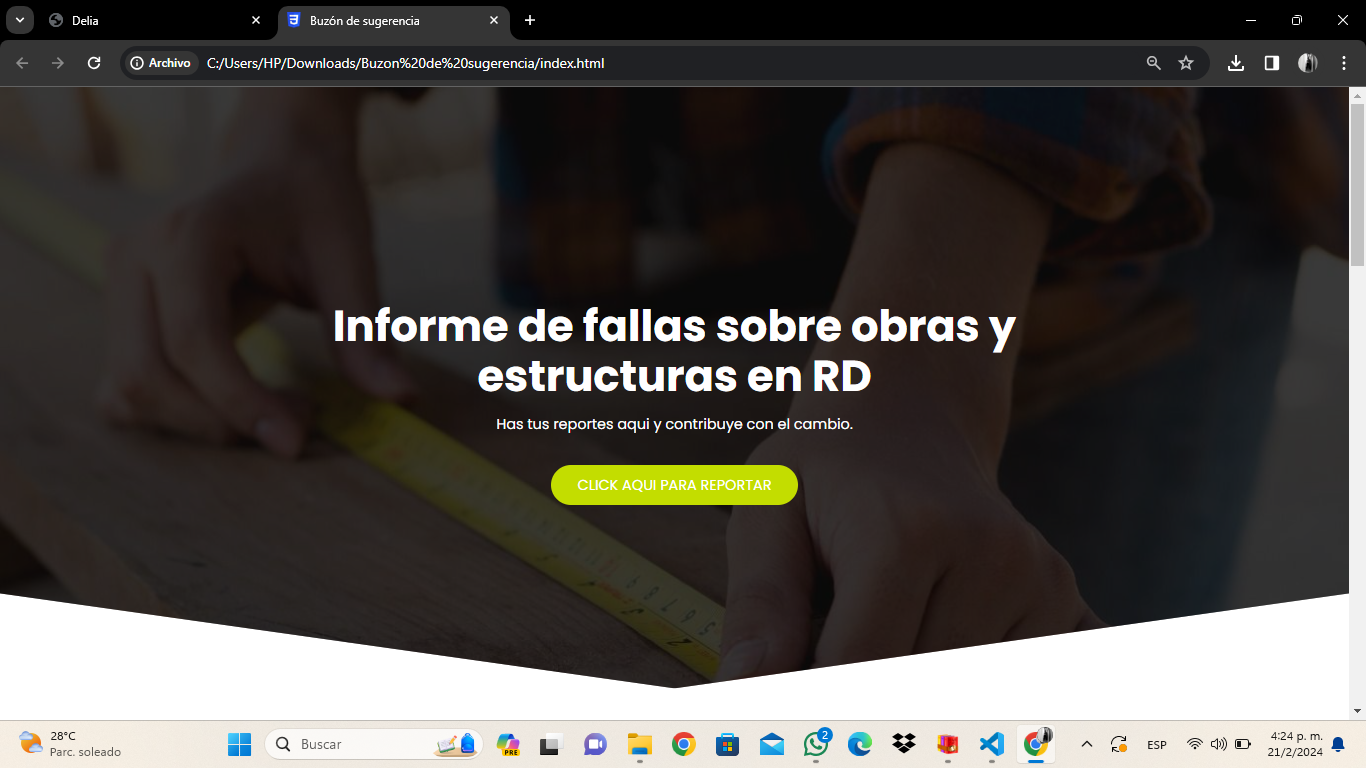 Delia
Buzón de sugerencia
Archivo
C:/Users/HP/Downloads/Buzon%20de%20sugerencia/index.html
Informe de fallas sobre obras y
estructuras en RD
Has tus reportes aqui y contribuye con el cambio.
CLICK AQUI PARA REPORTAR
28°C
Parc. soleado
Buscar
PRE
2
ESP
4:24 p. m.
21/2/2024